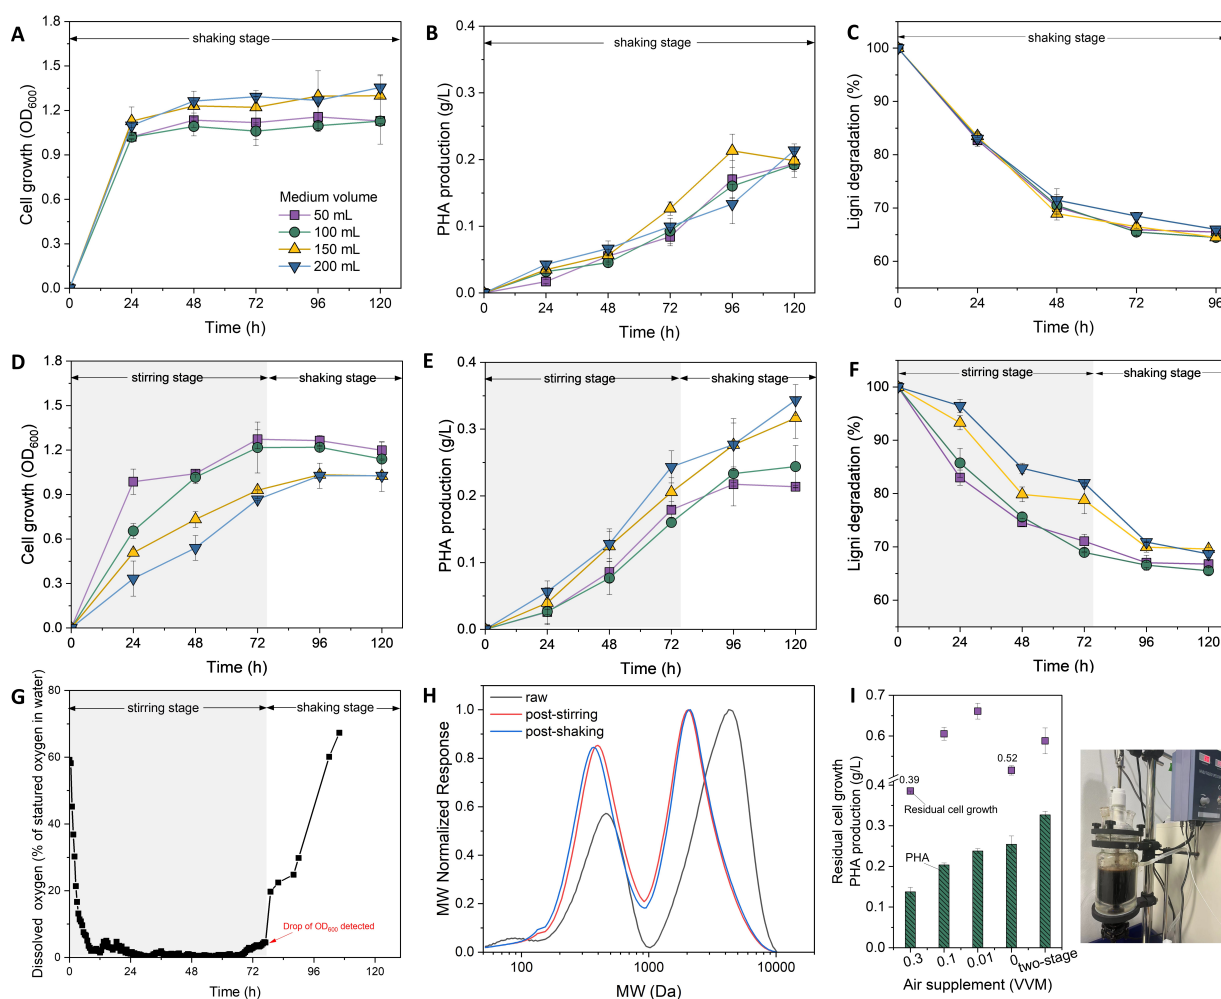 A
1.8
1.5
1.2
0.9
0.6
0.3
0.0
Cell growth (OD600)
shaking stage
Medium volume
50 mL
100 mL
150 mL
200 mL
0 24 48 72 96 120
Time (h)
B
0.4
0.3
0.2
0.1
0.0
PHA production (g/L)
shaking stage
0 24 48 72 96 120
Time (h)
C
100
90
80
70
60
Ligni degradation (%)
shaking stage
0 24 48 72 96
Time (h)
D
1.8
1.5
1.2
0.9
0.6
0.3
0.0
Cell growth (OD600)
stirring stage shaking stage
0 24 48 72 96 120
Time (h)
E
0.4
0.3
0.2
0.1
0.0
PHA production (g/L)
stirring stage shaking stage
0 24 48 72 96 120
Time (h)
F
100
90
80
70
60
Ligni degradation (%)
stirring stage shaking stage
0 24 48 72 96 120
Time (h)
G
80
60
40
20
0
Dissolved oxygen (% of statured oxygen in water)
stirring stage shaking stage
Drop of OD600 detected
0 24 48 72 96 120
Time (h)
H
1.0
0.8
0.6
0.4
0.2
0.0
MW Normalized Response
raw
post-stirring
post-shaking
100 1000 10000
MW (Da)
I
0.7
0.6
0.4
0.3
0.2
0.1
0.0
Residual cell growth
PHA production (g/L)
0.39
0.52
Residual cell growth
PHA
0.3 0.1 0.01 0 two-stage
Air supplement (VVM)